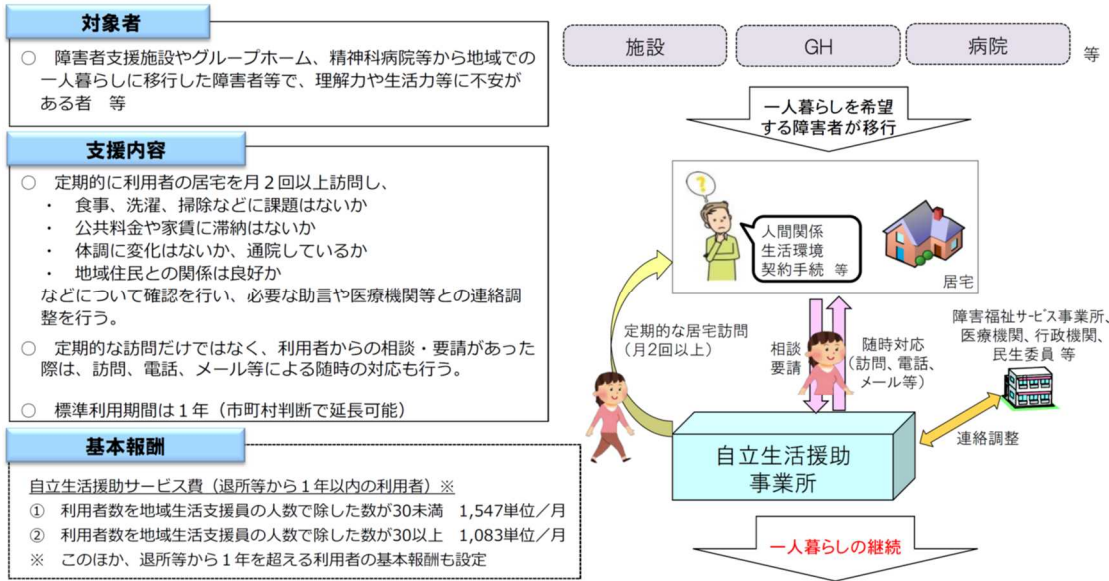 対象者
○ 障害者支援施設やグループホーム、精神科病院等から地域での
一人暮らしに移行した障害者等で、理解力や生活力等に不安が
ある者 等
支援内容
○ 定期的に利用者の居宅を月２回以上訪問し、
・ 食事、洗濯、掃除などに課題はないか
・ 公共料金や家賃に滞納はないか
・ 体調に変化はないか、通院しているか
・ 地域住民との関係は良好か
などについて確認を行い、必要な助言や医療機関等との連絡調
整を行う。
○ 定期的な訪問だけではなく、利用者からの相談・要請があった
際は、訪問、電話、メール等による随時の対応も行う。
○ 標準利用期間は１年（市町村判断で延長可能）
基本報酬
自立生活援助サービス費（退所等から１年以内の利用者）※
① 利用者数を地域生活支援員の人数で除した数が30未満 1,547単位／月
② 利用者数を地域生活支援員の人数で除した数が30以上 1,083単位／月
※ このほか、退所等から１年を超える利用者の基本報酬も設定
施設
GH
病院
等
一人暮らしを希望
する障害者が移行
?
人間関係
生活環境
契約手続 等
居宅
定期的な居宅訪問
（月2回以上）
相談
要請
随時対応
（訪問、電話、
メール等）
障害福祉サービス事業所、
医療機関、行政機関、
民生委員 等
連絡調整
自立生活援助
事業所
一人暮らしの継続